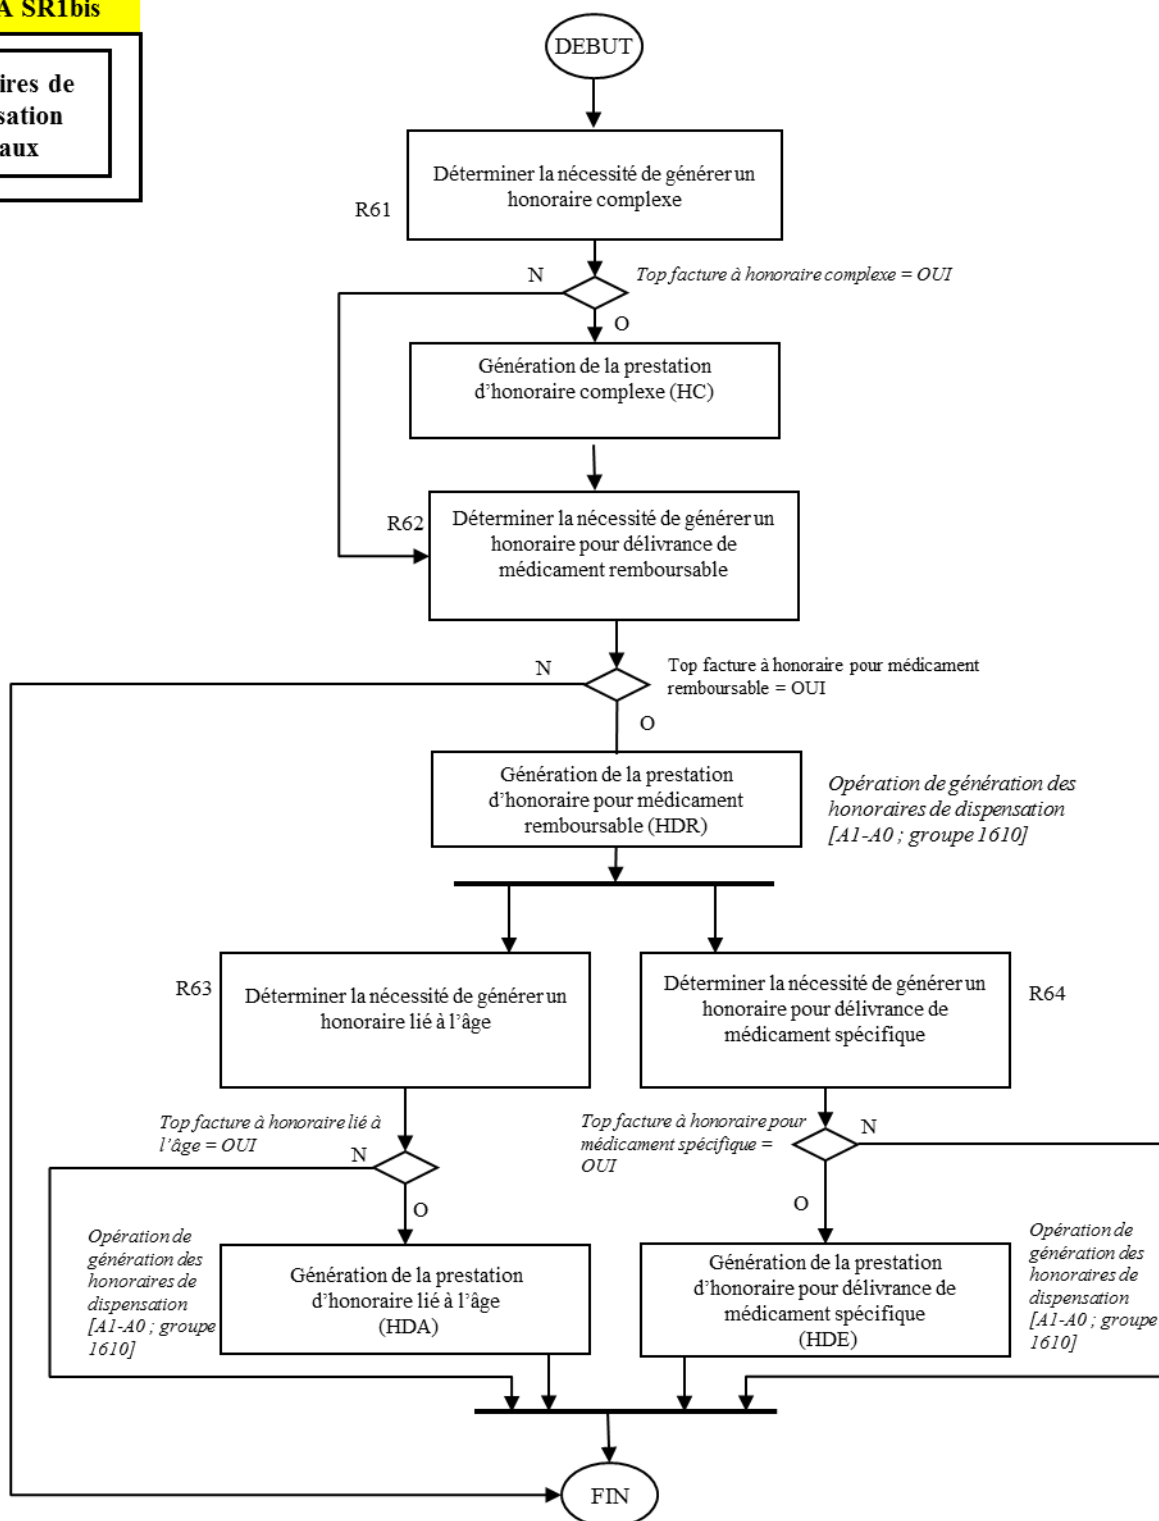 A SR1bis
ires de
sation
aux
DEBUT
Déterminer la nécessité de générer un
honoraire complexe
R61
N
Top facture à honoraire complexe = OUI
O
Génération de la prestation
d’honoraire complexe (HC)
R62
Déterminer la nécessité de générer un
honoraire pour délivrance de
médicament remboursable
N
Top facture à honoraire pour médicament
remboursable = OUI
O
Génération de la prestation
d’honoraire pour médicament
remboursable (HDR)
Opération de génération des
honoraires de dispensation
[A1-A0 ; groupe 1610]
R63
Déterminer la nécessité de générer un
honoraire lié à l’âge
Déterminer la nécessité de générer un
honoraire pour délivrance de
médicament spécifique
R64
Top facture à honoraire lié à
l’âge = OUI
N
O
Top facture à honoraire pour
médicament spécifique =
OUI
N
O
Opération de
génération des
honoraires de
dispensation
[A1-A0 ; groupe
1610]
Génération de la prestation
d’honoraire lié à l’âge
(HDA)
Génération de la prestation
d’honoraire pour délivrance de
médicament spécifique
(HDE)
Opération de
génération des
honoraires de
dispensation
[A1-A0 ; groupe
1610]
FIN